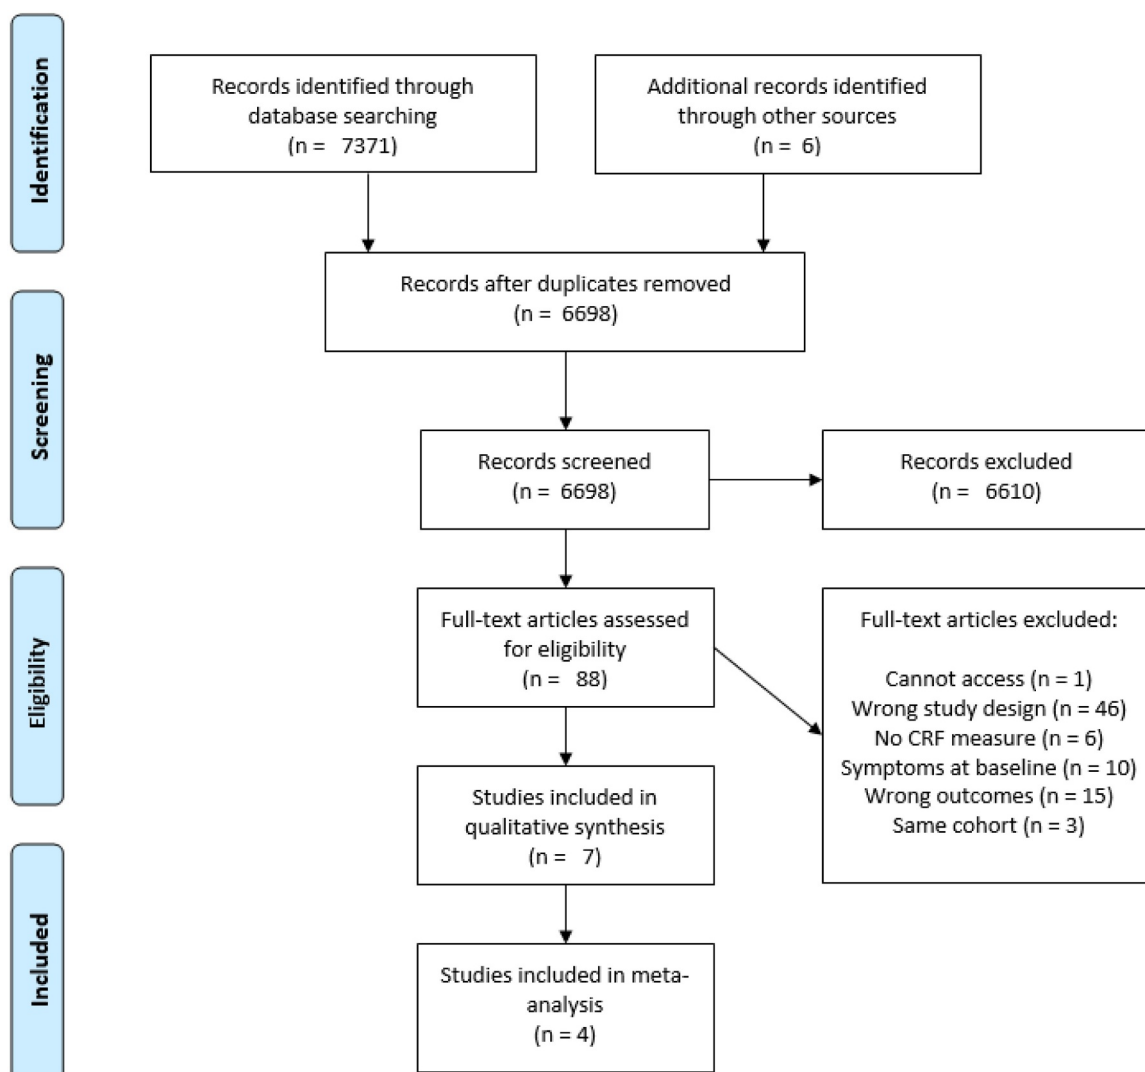 Identification
Records identified through
database searching
(n = 7371)
Additional records identified
through other sources
(n = 6)
Records after duplicates removed
(n = 6698)
Screening
Records screened
(n = 6698)
Records excluded
(n = 6610)
Eligibility
Full-text articles assessed
for eligibility
(n = 88)
Full-text articles excluded:
Cannot access (n = 1)
Wrong study design (n = 46)
No CRF measure (n = 6)
Symptoms at baseline (n = 10)
Wrong outcomes (n = 15)
Same cohort (n = 3)
Studies included in
qualitative synthesis
(n = 7)
Included
Studies included in meta-
analysis
(n = 4)